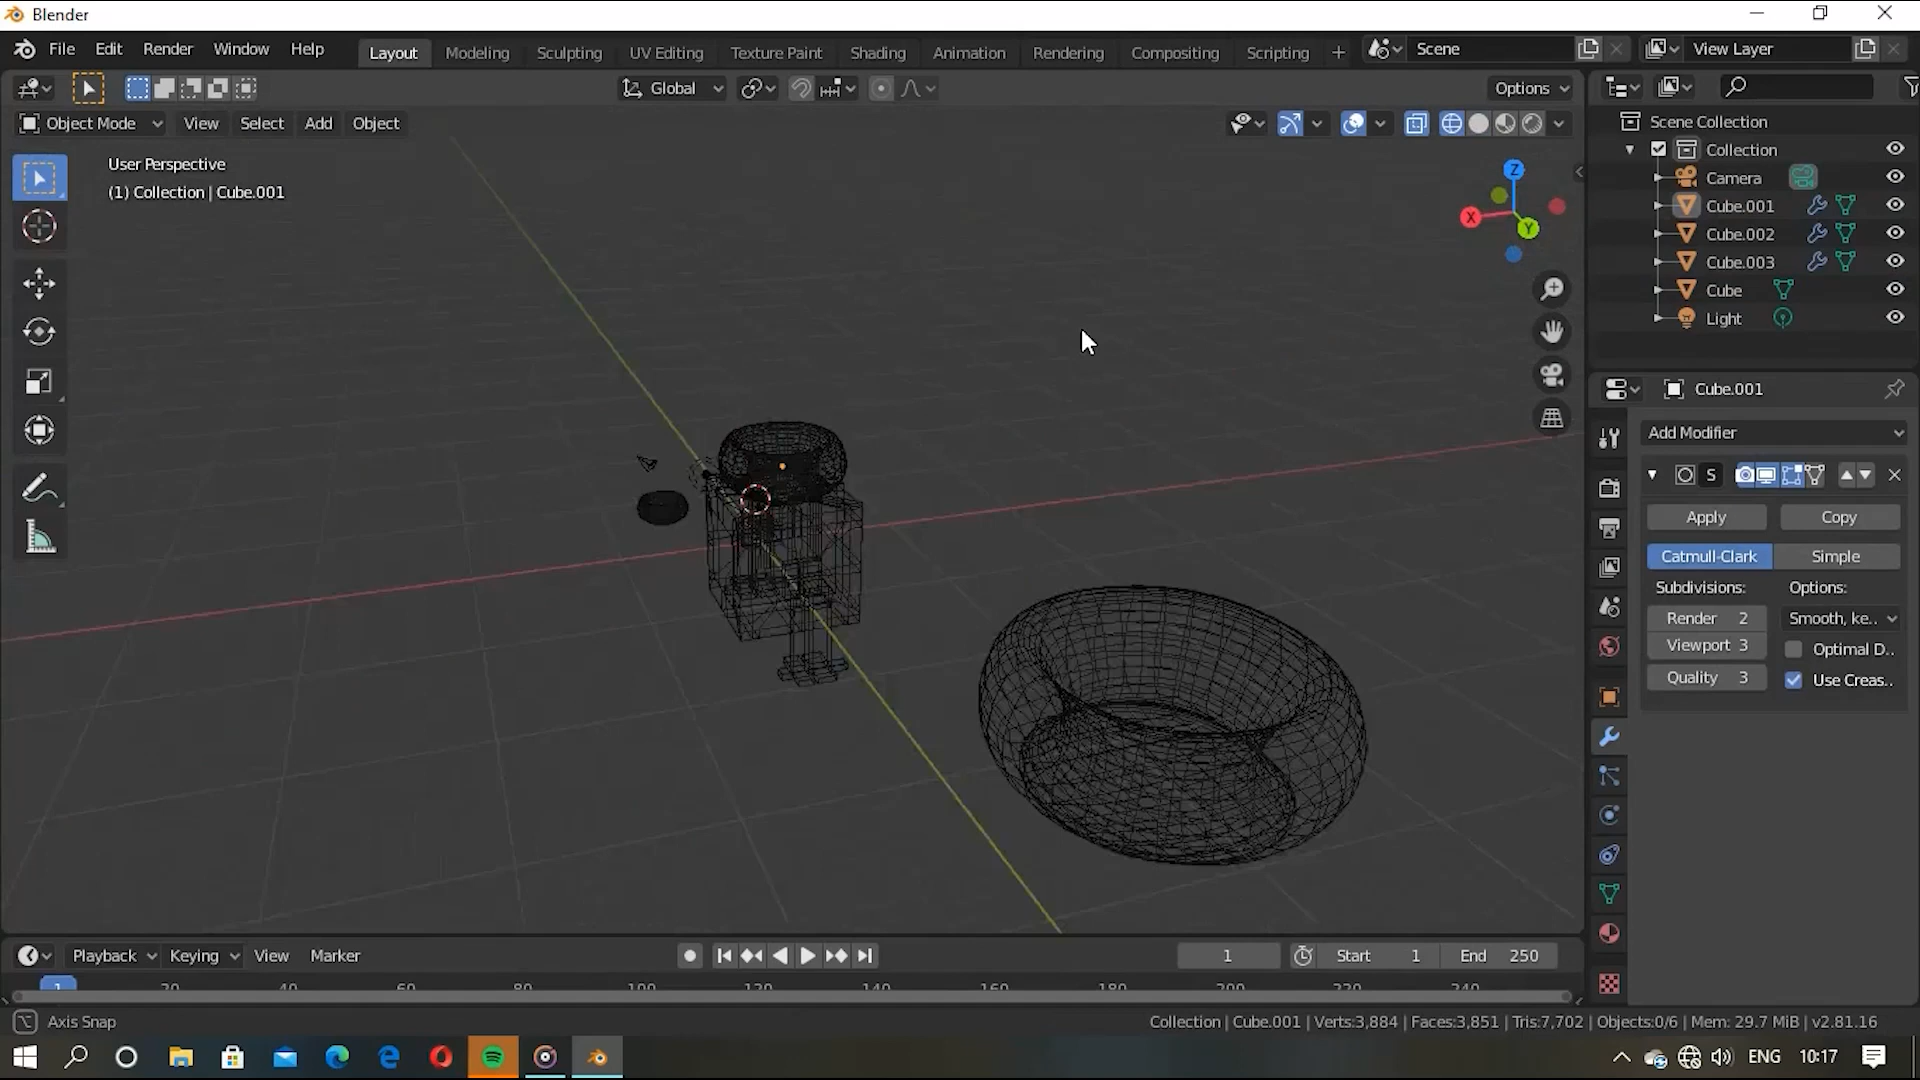 Blender
File Edit Render Window Help
Layout Modeling Sculpting UV Editing Texture Paint Shading Animation Rendering Compositing Scripting +
Scene
View Layer
Global
Options
Object Mode View Select Add Object
User Perspective
(1) Collection | Cube.001
Z
X
Y
Scene Collection
Collection
Camera
Cube.001
Cube.002
Cube.003
Cube
Light
Cube.001
Add Modifier
S
Apply Copy
Catmull-Clark Simple
Subdivisions: Options:
Render 2 Smooth, ke..
Viewport 3 Optimal D..
Quality 3 Use Creas..
Playback Keying View Marker
1 Start 1 End 250
1 20 40 60 80 100 120 140 160 180 200 220 240
Axis Snap
Collection | Cube.001 | Verts:3,884 | Faces:3,851 | Tris:7,702 | Objects:0/6 | Mem: 29.7 MiB | v2.81.16
ENG 10:17